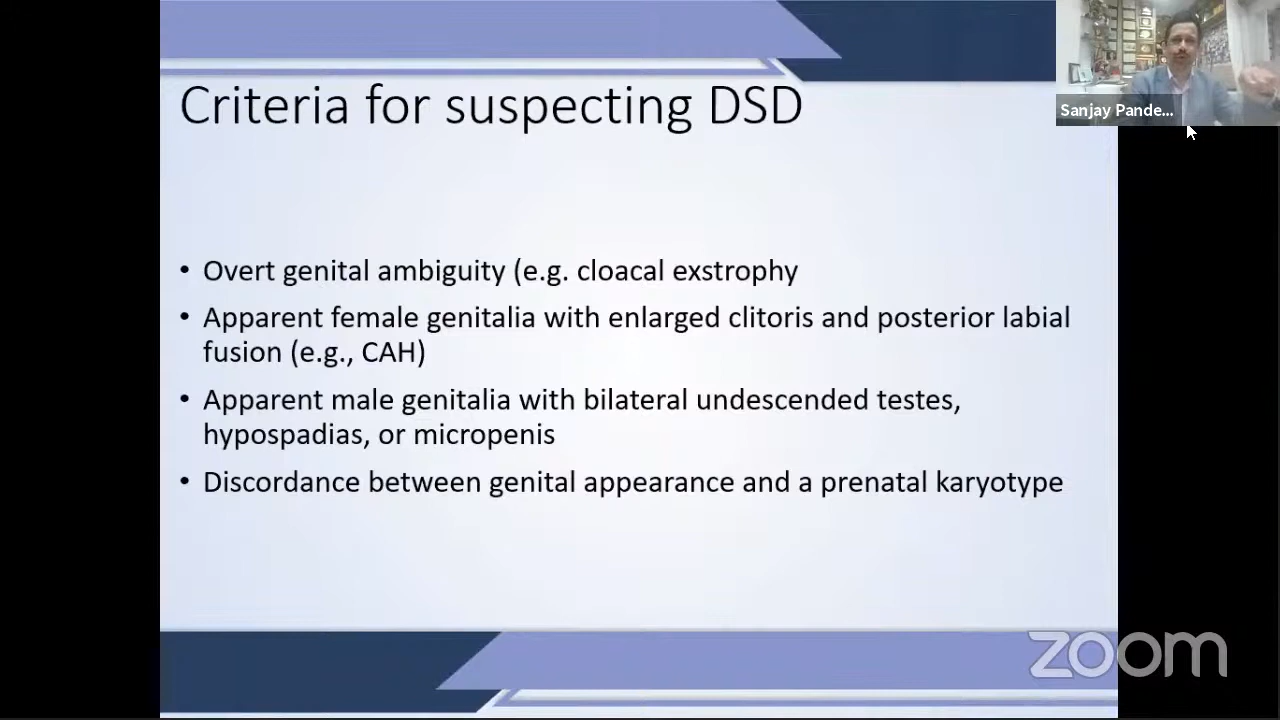 Criteria for suspecting DSD
Sanjay Pande...
• Overt genital ambiguity (e.g. cloacal exstrophy
• Apparent female genitalia with enlarged clitoris and posterior labial
fusion (e.g., CAH)
• Apparent male genitalia with bilateral undescended testes,
hypospadias, or micropenis
• Discordance between genital appearance and a prenatal karyotype
zoom